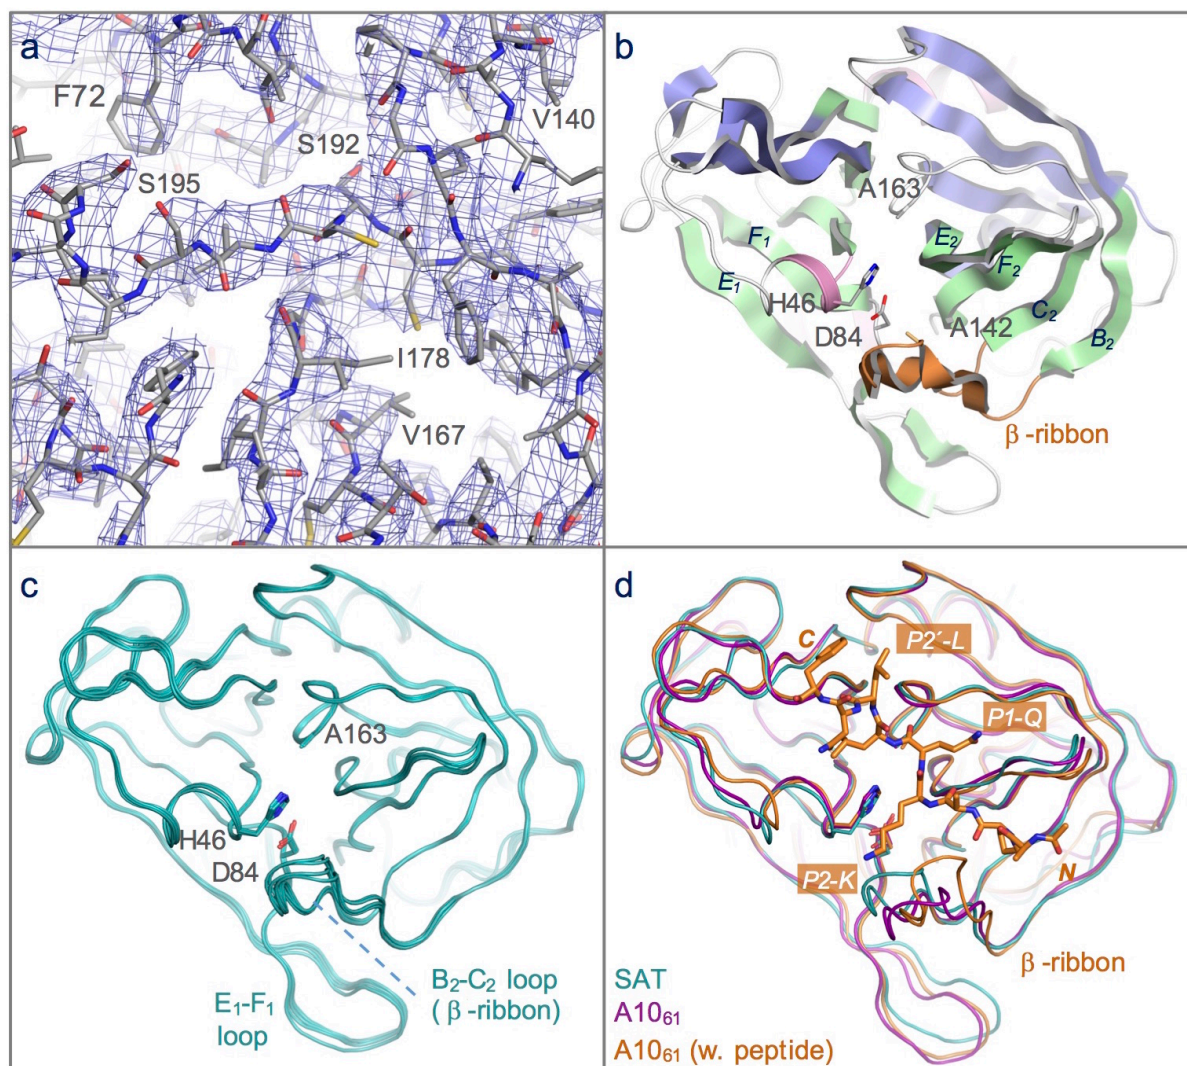 a
F72
V140
S192
S195
I178
V167
b
A163
F₁
E₂
F₂
E₁
H46
C₂
D84
A142
B₂
β -ribbon
c
A163
H46
D84
B₂-C₂ loop
( β -ribbon)
E₁-F₁
loop
d
C
P2´-L
P1-Q
P2-K
N
β -ribbon
SAT
A10₆₁
A10₆₁ (w. peptide)